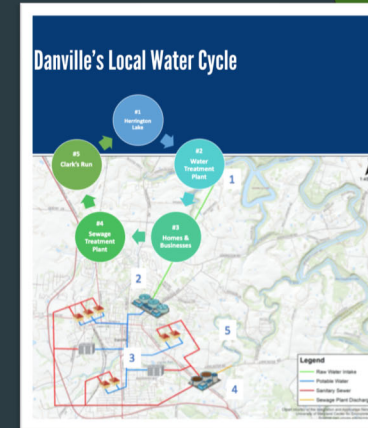 Danville's Local Water Cycle
#1
Herrington
Lake
#2
Water
Treatment
Plant
#3
Homes &
Businesses
#4
Sewage
Treatment
Plant
#5
Clark's Run
1
2
3
4
5
Legend
Raw Water Intake
Potable Water
Sanitary Sewer
Sewage Plant Discharg